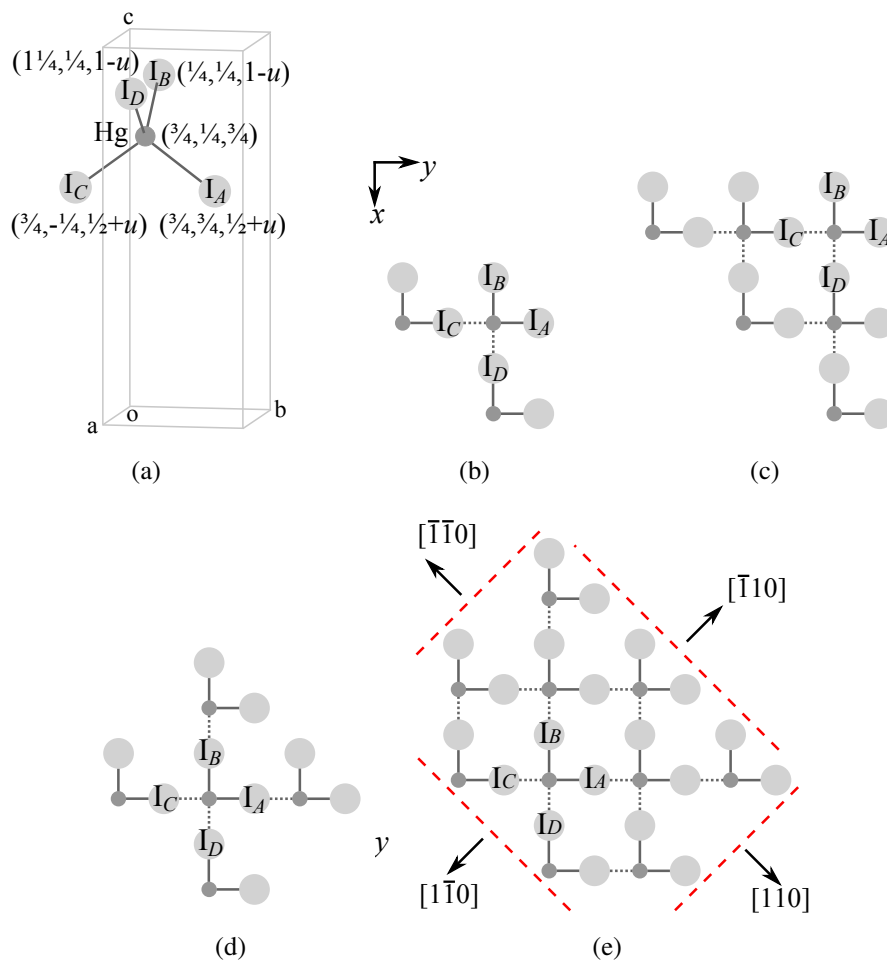 c
(1¼,¼,1-u)
I_B
(¼,¼,1-u)
I_D
Hg
(¾,¼,¾)
I_C
I_A
(¾,-¼,½+u)
(¾,¾,½+u)
o
a
b
(a)
y
x
I_B
I_C
I_A
I_D
(b)
I_B
I_C
I_A
I_D
(c)
I_B
I_C
I_A
I_D
y
(d)
[1̄1̄0]
[1̄10]
I_B
I_C
I_A
I_D
[11̄0]
[110]
(e)